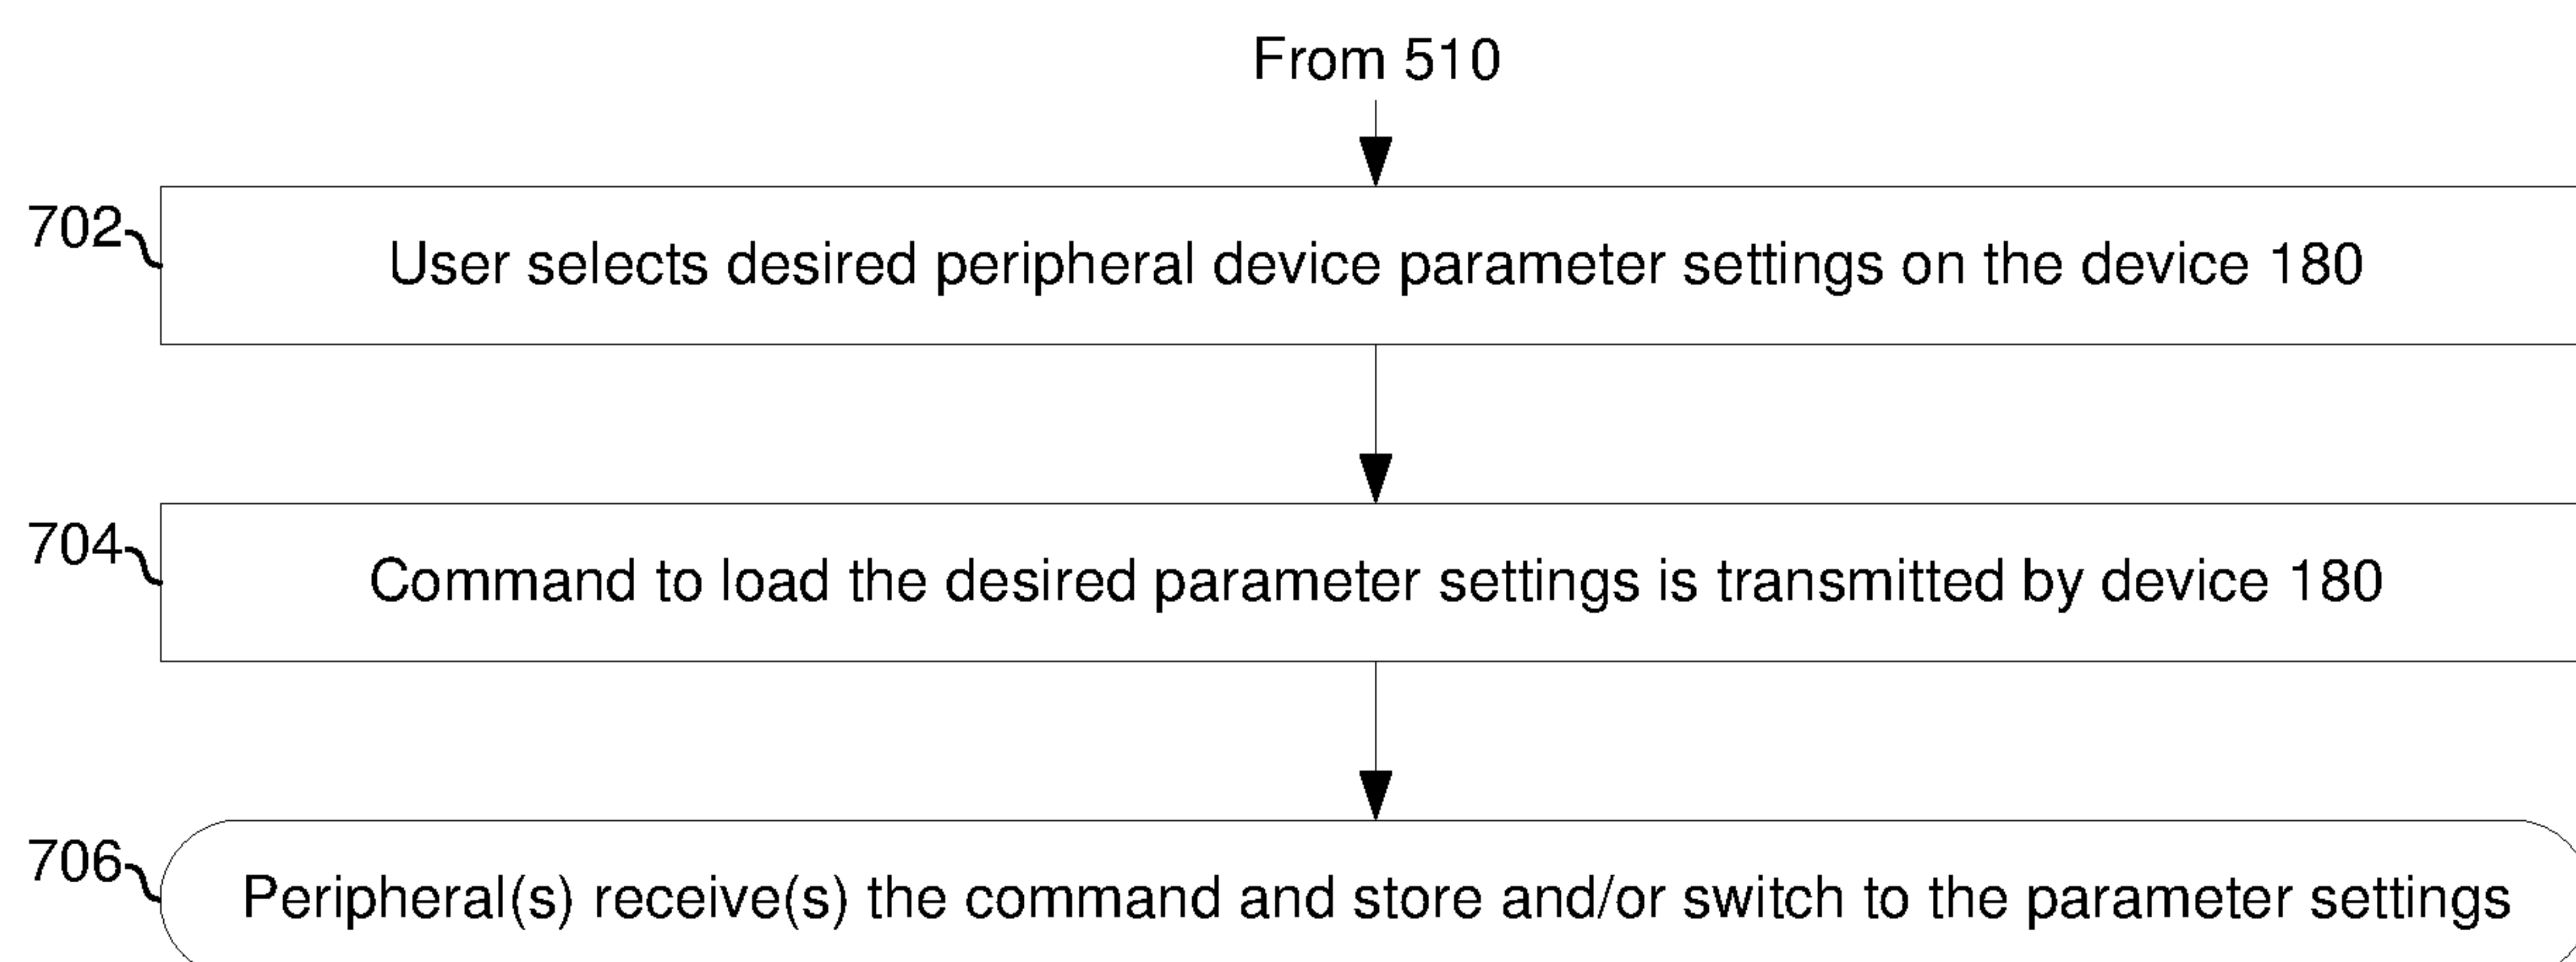 From 510
702
User selects desired peripheral device parameter settings on the device 180
704
Command to load the desired parameter settings is transmitted by device 180
706
Peripheral(s) receive(s) the command and store and/or switch to the parameter settings